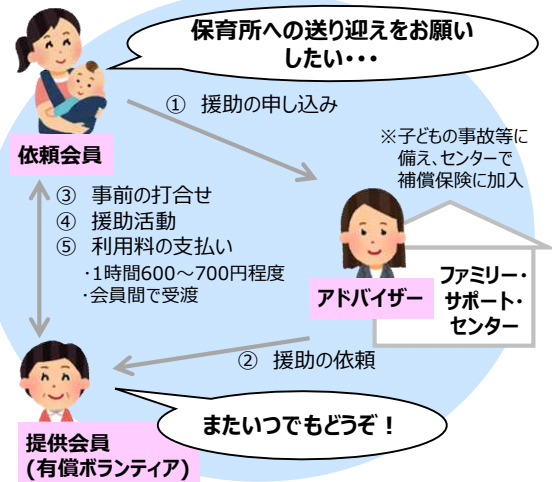 保育所への送り迎えをお願い
したい・・・
① 援助の申し込み
依頼会員
※子どもの事故等に
備え、センターで
補償保険に加入
③ 事前の打合せ
④ 援助活動
⑤ 利用料の支払い
・1時間600～700円程度
・会員間で受渡
アドバイザー
ファミリー・
サポート・
センター
② 援助の依頼
またいつでもどうぞ！
提供会員
(有償ボランティア)